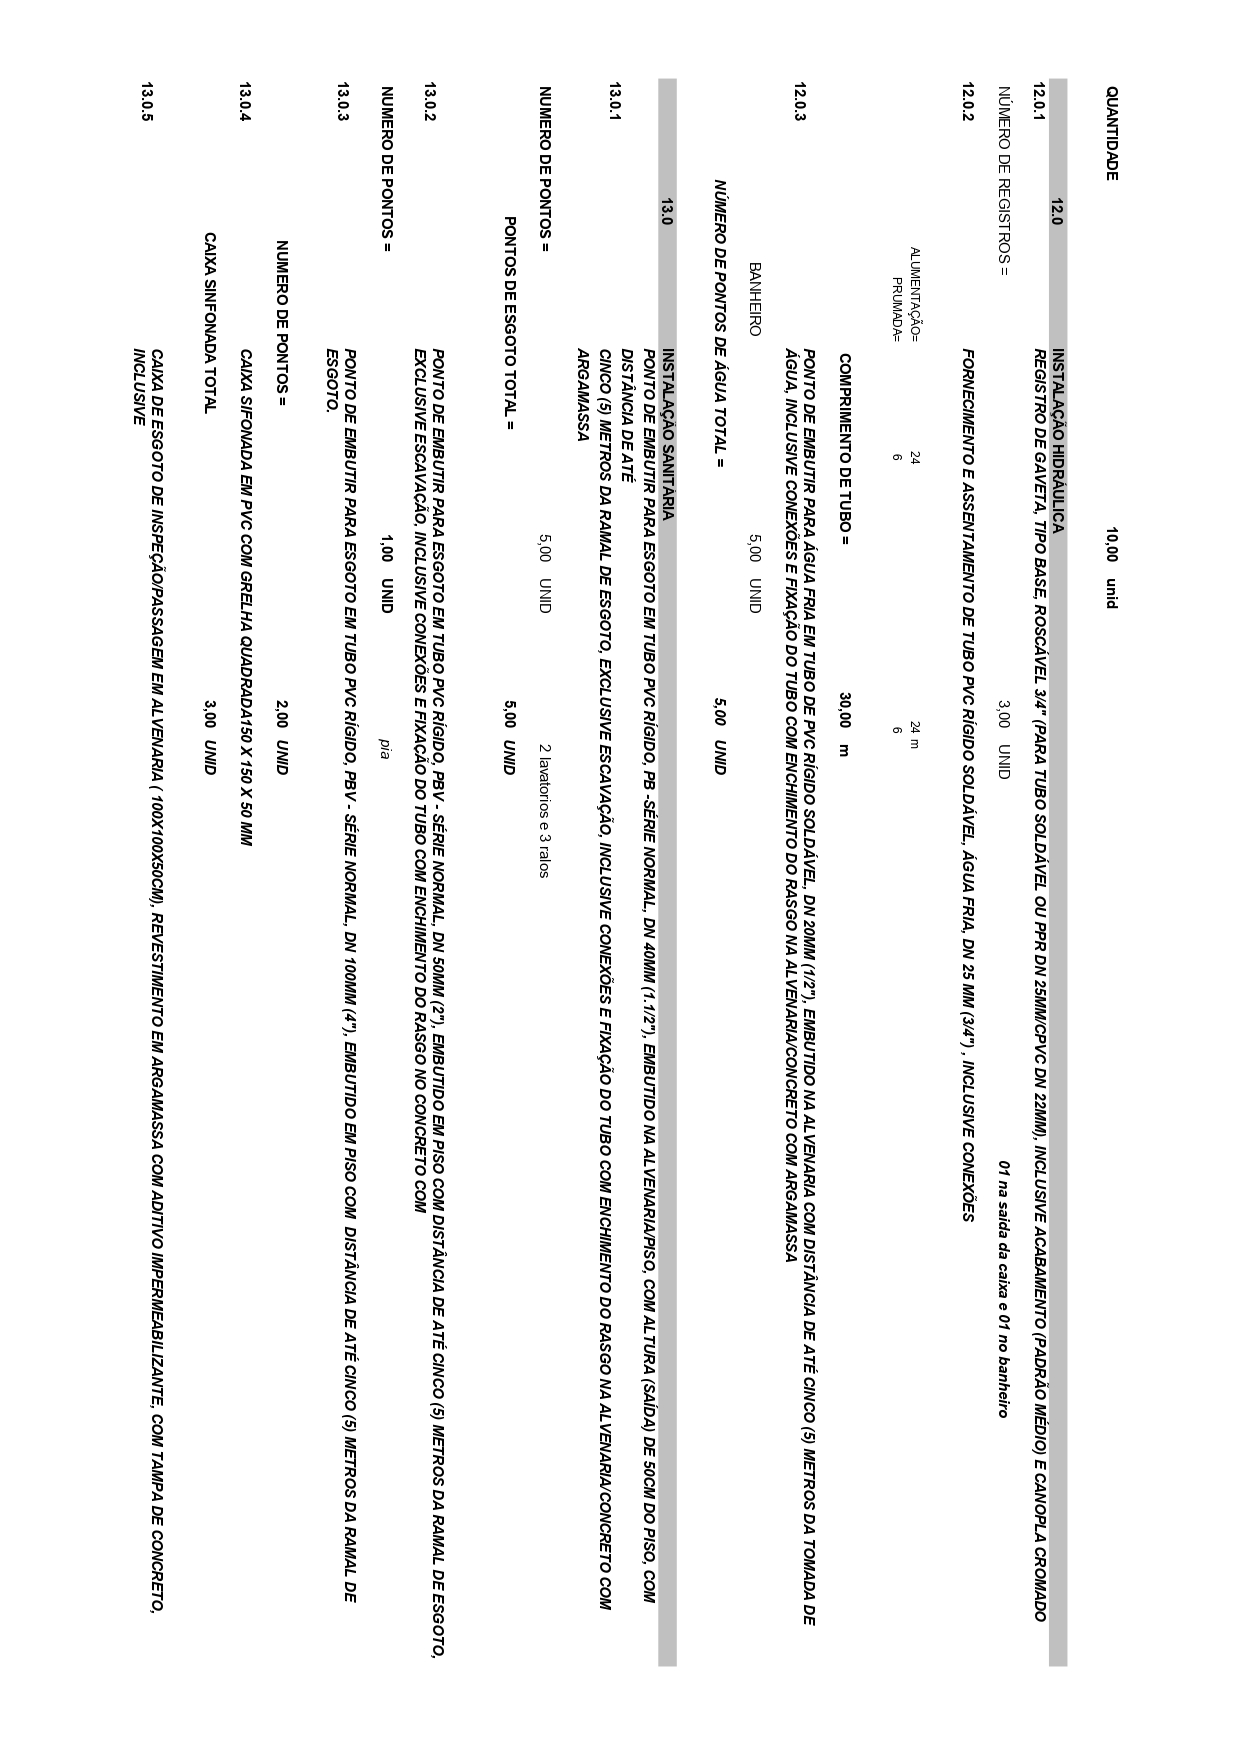 QUANTIDADE 10,00 unid
12.0 INSTALAÇÃO HIDRÁULICA
12.0.1 REGISTRO DE GAVETA, TIPO BASE, ROSCÁVEL 3/4" (PARA TUBO SOLDÁVEL OU PPR DN 25MM/CPVC DN 22MM), INCLUSIVE ACABAMENTO (PADRÃO MÉDIO) E CANOPLA CROMADO
NÚMERO DE REGISTROS = 3,00 UNID 01 na saida da caixa e 01 no banheiro
12.0.2 FORNECIMENTO E ASSENTAMENTO DE TUBO PVC RÍGIDO SOLDÁVEL, ÁGUA FRIA, DN 25 MM (3/4") , INCLUSIVE CONEXÕES
ALUMENTAÇÃO= 24 24 m
PRUMADA= 6 6
COMPRIMENTO DE TUBO = 30,00 m
12.0.3 PONTO DE EMBUTIR PARA ÁGUA FRIA EM TUBO DE PVC RÍGIDO SOLDÁVEL, DN 20MM (1/2"), EMBUTIDO NA ALVENARIA COM DISTÂNCIA DE ATÉ CINCO (5) METROS DA TOMADA DE
ÁGUA, INCLUSIVE CONEXÕES E FIXAÇÃO DO TUBO COM ENCHIMENTO DO RASGO NA ALVENARIA/CONCRETO COM ARGAMASSA
BANHEIRO 5,00 UNID
NÚMERO DE PONTOS DE ÁGUA TOTAL = 5,00 UNID
13.0 INSTALAÇÃO SANITÁRIA
PONTO DE EMBUTIR PARA ESGOTO EM TUBO PVC RÍGIDO, PB -SÉRIE NORMAL, DN 40MM (1.1/2"), EMBUTIDO NA ALVENARIA/PISO, COM ALTURA (SAÍDA) DE 50CM DO PISO, COM
DISTÂNCIA DE ATÉ
13.0.1 CINCO (5) METROS DA RAMAL DE ESGOTO, EXCLUSIVE ESCAVAÇÃO, INCLUSIVE CONEXÕES E FIXAÇÃO DO TUBO COM ENCHIMENTO DO RASGO NA ALVENARIA/CONCRETO COM
ARGAMASSA
NUMERO DE PONTOS = 5,00 UNID 2 lavatorios e 3 ralos
PONTOS DE ESGOTO TOTAL = 5,00 UNID
13.0.2 PONTO DE EMBUTIR PARA ESGOTO EM TUBO PVC RÍGIDO, PBV - SÉRIE NORMAL, DN 50MM (2"), EMBUTIDO EM PISO COM DISTÂNCIA DE ATÉ CINCO (5) METROS DA RAMAL DE ESGOTO,
EXCLUSIVE ESCAVAÇÃO, INCLUSIVE CONEXÕES E FIXAÇÃO DO TUBO COM ENCHIMENTO DO RASGO NO CONCRETO COM
NUMERO DE PONTOS = 1,00 UNID pia
13.0.3 PONTO DE EMBUTIR PARA ESGOTO EM TUBO PVC RÍGIDO, PBV - SÉRIE NORMAL, DN 100MM (4"), EMBUTIDO EM PISO COM DISTÂNCIA DE ATÉ CINCO (5) METROS DA RAMAL DE
ESGOTO,
NUMERO DE PONTOS = 2,00 UNID
13.0.4 CAIXA SIFONADA EM PVC COM GRELHA QUADRADA150 X 150 X 50 MM
CAIXA SINFONADA TOTAL 3,00 UNID
13.0.5 CAIXA DE ESGOTO DE INSPEÇÃO/PASSAGEM EM ALVENARIA ( 100X100X50CM), REVESTIMENTO EM ARGAMASSA COM ADITIVO IMPERMEABILIZANTE, COM TAMPA DE CONCRETO,
INCLUSIVE